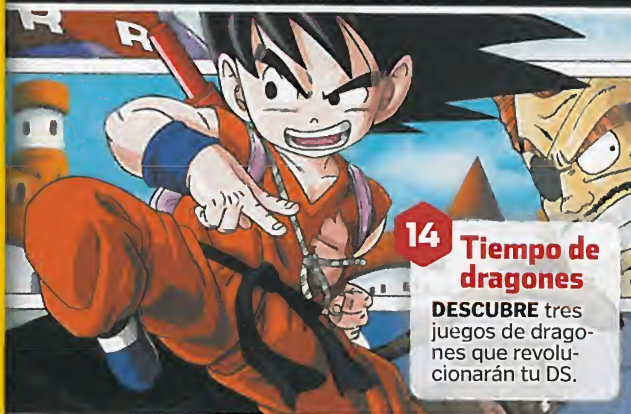 R R
14
Tiempo de
dragones
DESCUBRE tres
juegos de drago-
nes que revolu-
cionarán tu DS.